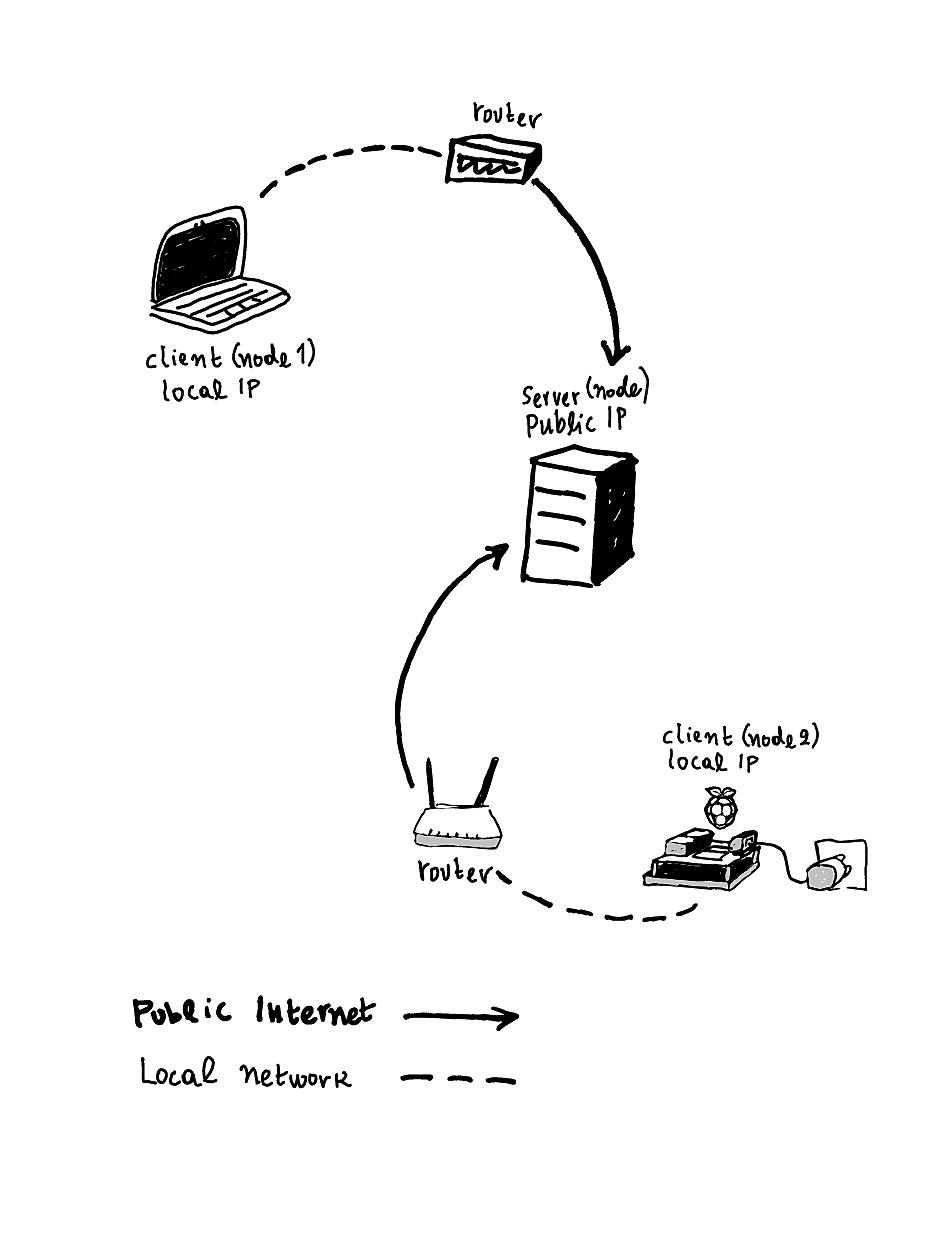 router
client (node 1)
local IP
Server (node)
Public IP
client (node 2)
local IP
router
Public Internet
Local network